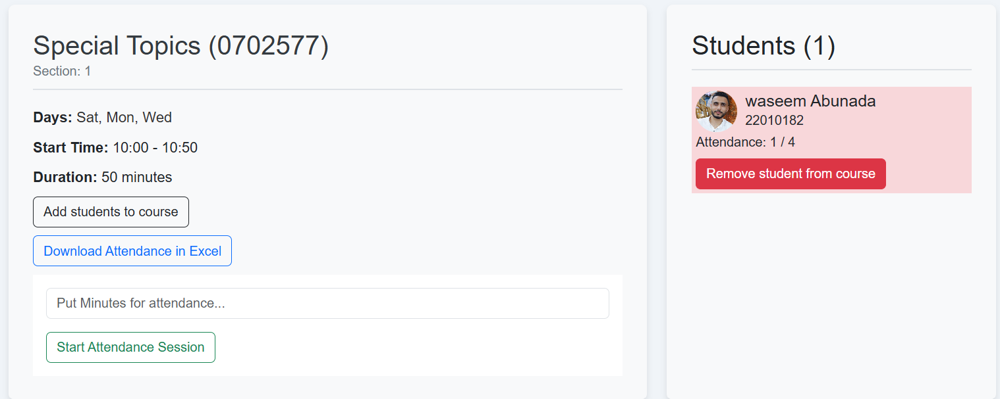 Special Topics (0702577)
Section: 1
Days: Sat, Mon, Wed
Start Time: 10:00 - 10:50
Duration: 50 minutes
Add students to course
Download Attendance in Excel
Put Minutes for attendance...
Start Attendance Session
Students (1)
waseem Abunada
22010182
Attendance: 1 / 4
Remove student from course